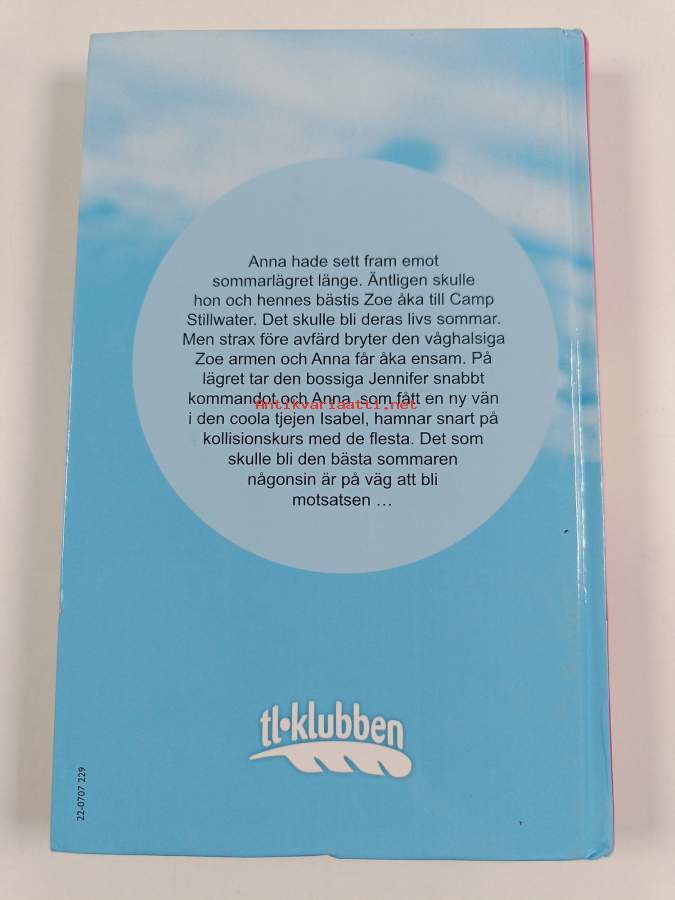 Anna hade sett fram emot
sommarlägret länge. Äntligen skulle
hon och hennes bästis Zoe åka till Camp
Stillwater. Det skulle bli deras livs sommar.
Men strax före avfärd bryter den våghalsiga
Zoe armen och Anna får åka ensam. På
lägret tar den bossiga Jennifer snabbt
kommandot och Anna, som fått en ny vän
Antikvariaatti.net
i den coola tjejen Isabel, hamnar snart på
kollisionskurs med de flesta. Det som
skulle bli den bästa sommaren
någonsin är på väg att bli
motsatsen …
tl•klubben
22-0707 229